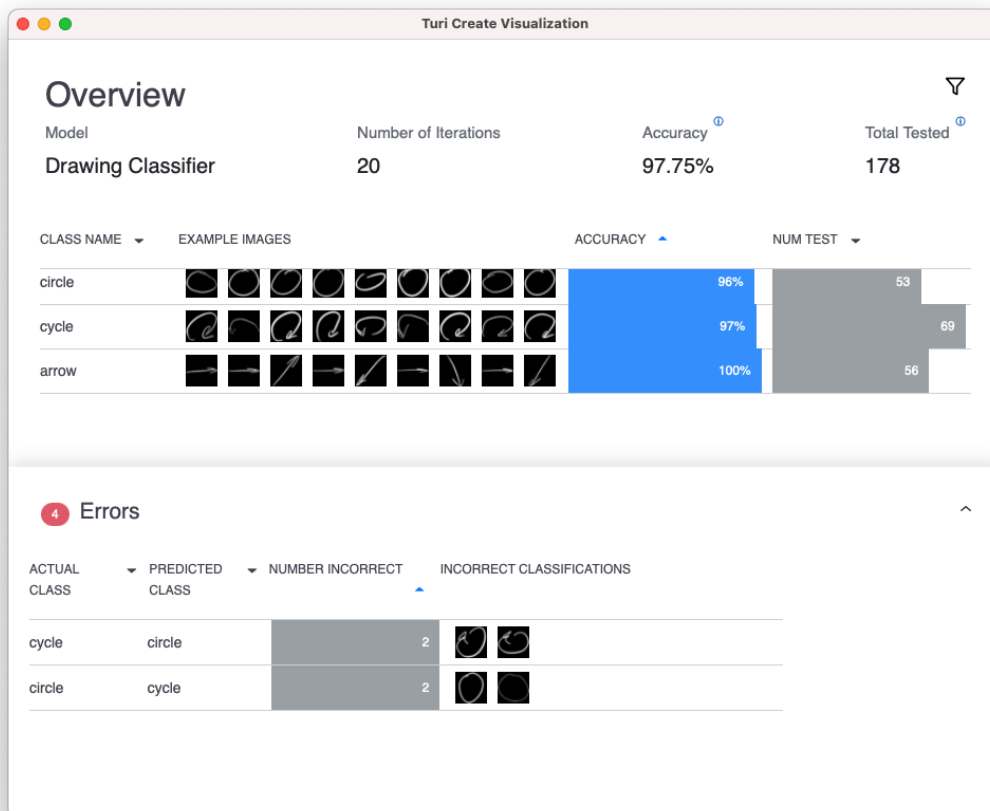 Turi Create Visualization
Overview
Model Number of Iterations Accuracy Total Tested
Drawing Classifier 20 97.75% 178
CLASS NAME EXAMPLE IMAGES ACCURACY NUM TEST
circle 96% 53
cycle 97% 69
arrow 100% 56
4 Errors
ACTUAL PREDICTED NUMBER INCORRECT INCORRECT CLASSIFICATIONS
CLASS CLASS
cycle circle 2
circle cycle 2